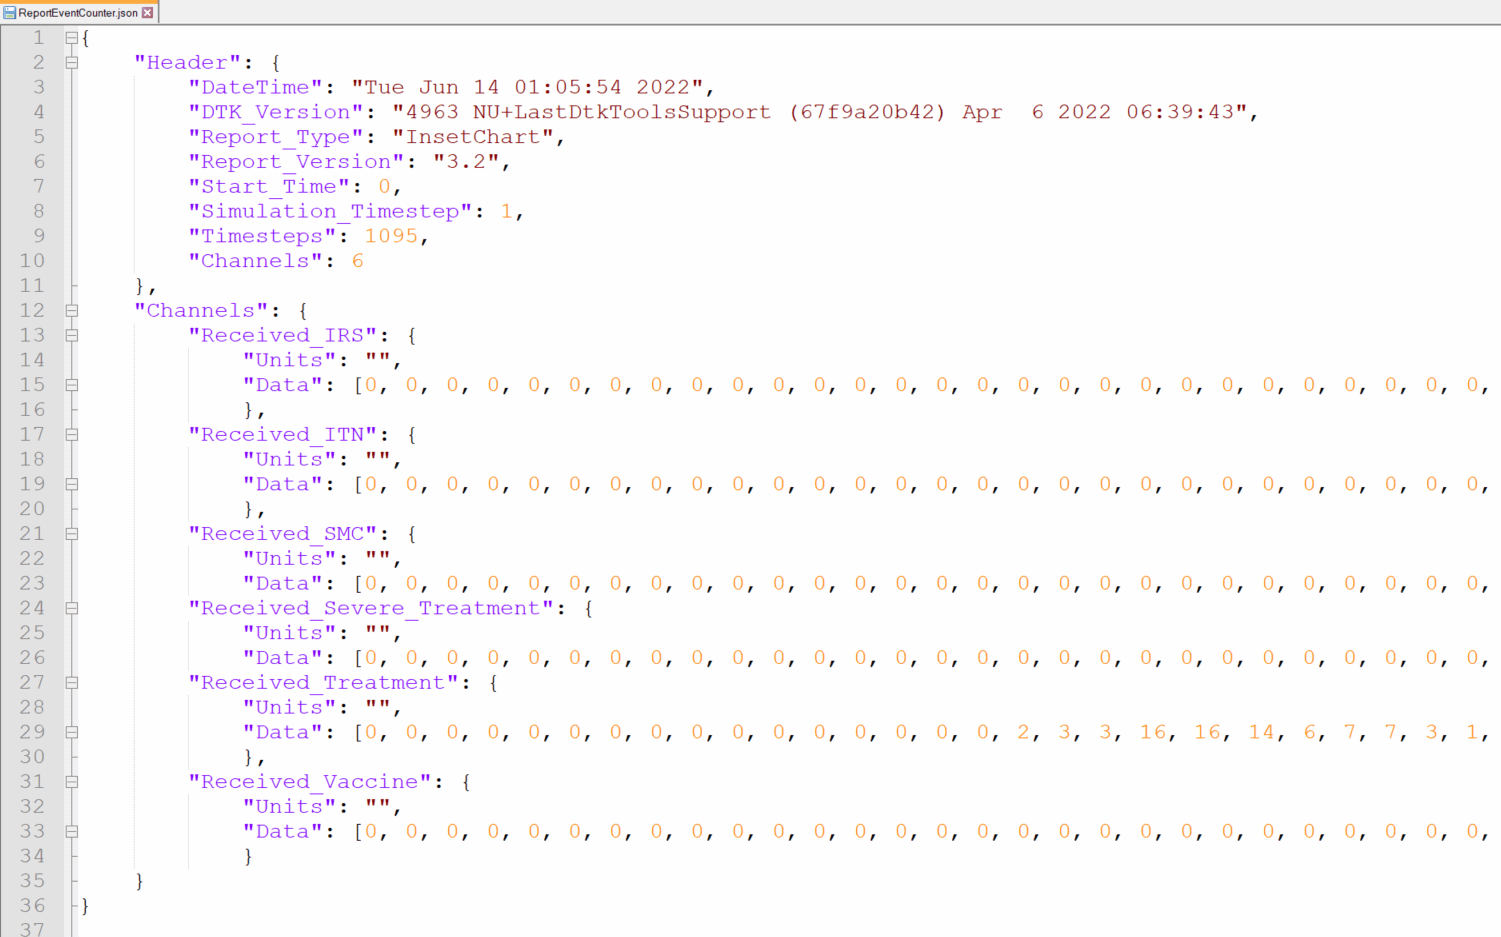 ReportEventCounter.json
1 {
2 "Header": {
3 "DateTime": "Tue Jun 14 01:05:54 2022",
4 "DTK_Version": "4963 NU+LastDtkToolsSupport (67f9a20b42) Apr  6 2022 06:39:43",
5 "Report_Type": "InsetChart",
6 "Report_Version": "3.2",
7 "Start_Time": 0,
8 "Simulation_Timestep": 1,
9 "Timesteps": 1095,
10 "Channels": 6
11 },
12 "Channels": {
13 "Received_IRS": {
14 "Units": "",
15 "Data": [0, 0, 0, 0, 0, 0, 0, 0, 0, 0, 0, 0, 0, 0, 0, 0, 0, 0, 0, 0, 0, 0, 0, 0, 0, 0, 0, 0,
16 },
17 "Received_ITN": {
18 "Units": "",
19 "Data": [0, 0, 0, 0, 0, 0, 0, 0, 0, 0, 0, 0, 0, 0, 0, 0, 0, 0, 0, 0, 0, 0, 0, 0, 0, 0, 0, 0,
20 },
21 "Received_SMC": {
22 "Units": "",
23 "Data": [0, 0, 0, 0, 0, 0, 0, 0, 0, 0, 0, 0, 0, 0, 0, 0, 0, 0, 0, 0, 0, 0, 0, 0, 0, 0, 0, 0,
24 "Received_Severe_Treatment": {
25 "Units": "",
26 "Data": [0, 0, 0, 0, 0, 0, 0, 0, 0, 0, 0, 0, 0, 0, 0, 0, 0, 0, 0, 0, 0, 0, 0, 0, 0, 0, 0, 0,
27 "Received_Treatment": {
28 "Units": "",
29 "Data": [0, 0, 0, 0, 0, 0, 0, 0, 0, 0, 0, 0, 0, 0, 0, 0, 2, 3, 3, 16, 16, 14, 6, 7, 7, 3, 1,
30 },
31 "Received_Vaccine": {
32 "Units": "",
33 "Data": [0, 0, 0, 0, 0, 0, 0, 0, 0, 0, 0, 0, 0, 0, 0, 0, 0, 0, 0, 0, 0, 0, 0, 0, 0, 0, 0, 0,
34 }
35 }
36 }
37